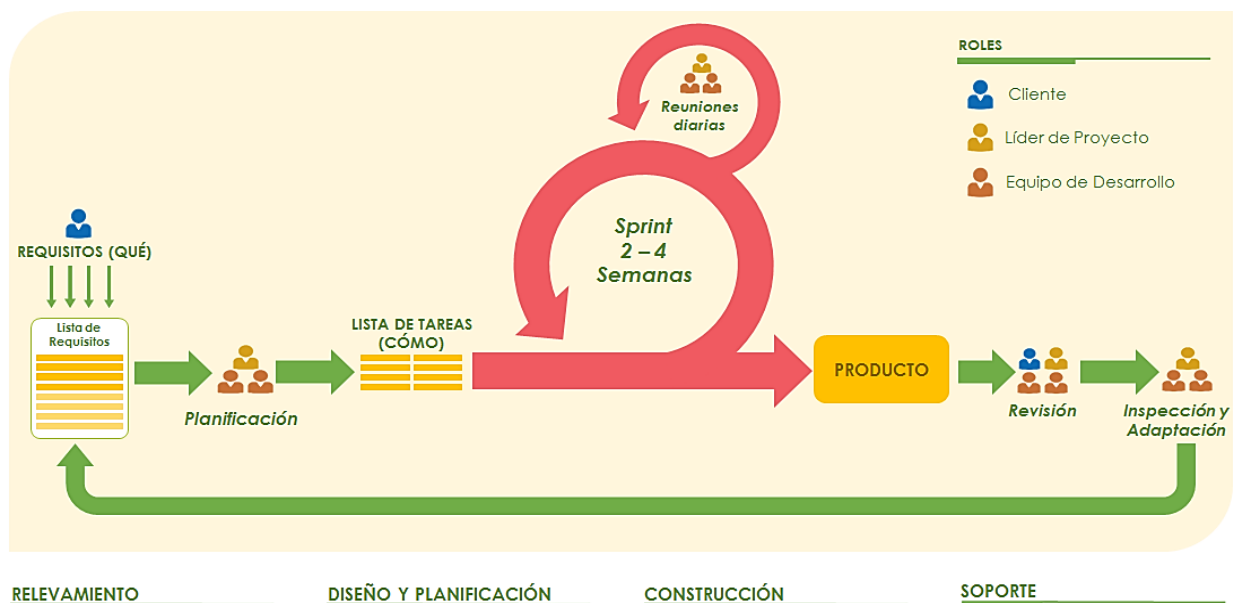 ROLES
Cliente
Líder de Proyecto
Equipo de Desarrollo
Reuniones
diarias
Sprint
2 – 4
Semanas
REQUISITOS (QUÉ)
Lista de
Requisitos
Planificación
LISTA DE TAREAS
(CÓMO)
PRODUCTO
Revisión
Inspección y
Adaptación
RELEVAMIENTO
DISEÑO Y PLANIFICACIÓN
CONSTRUCCIÓN
SOPORTE